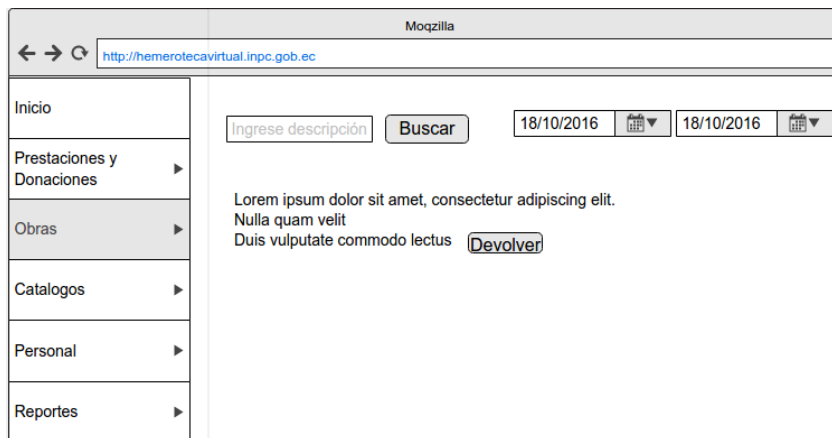 Moqzilla
http://hemerotecavirtual.inpc.gob.ec
Inicio
Prestaciones y
Donaciones
Obras
Catalogos
Personal
Reportes
Ingrese descripción
Buscar
18/10/2016
18/10/2016
Lorem ipsum dolor sit amet, consectetur adipiscing elit.
Nulla quam velit
Duis vulputate commodo lectus
Devolver